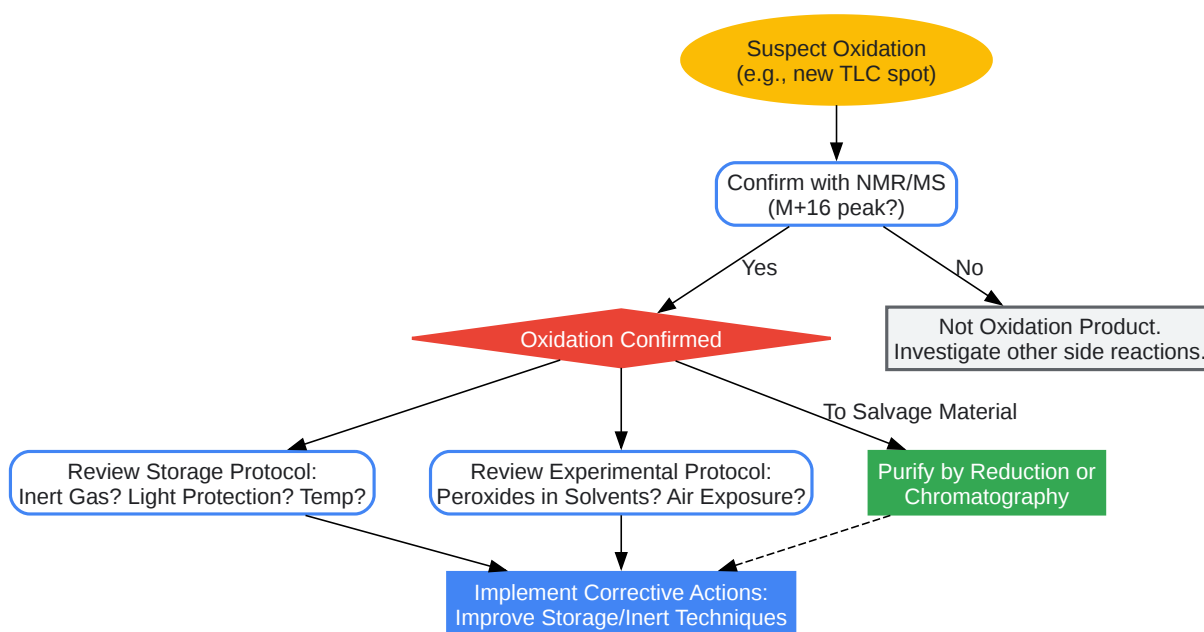 Suspect Oxidation
(e.g., new TLC spot)
Confirm with NMR/MS
(M+16 peak?)
Yes
No
Oxidation Confirmed
Not Oxidation Product.
Investigate other side reactions.
To Salvage Material
Review Storage Protocol:
Inert Gas? Light Protection? Temp?
Review Experimental Protocol:
Peroxides in Solvents? Air Exposure?
Purify by Reduction or
Chromatography
Implement Corrective Actions:
Improve Storage/Inert Techniques